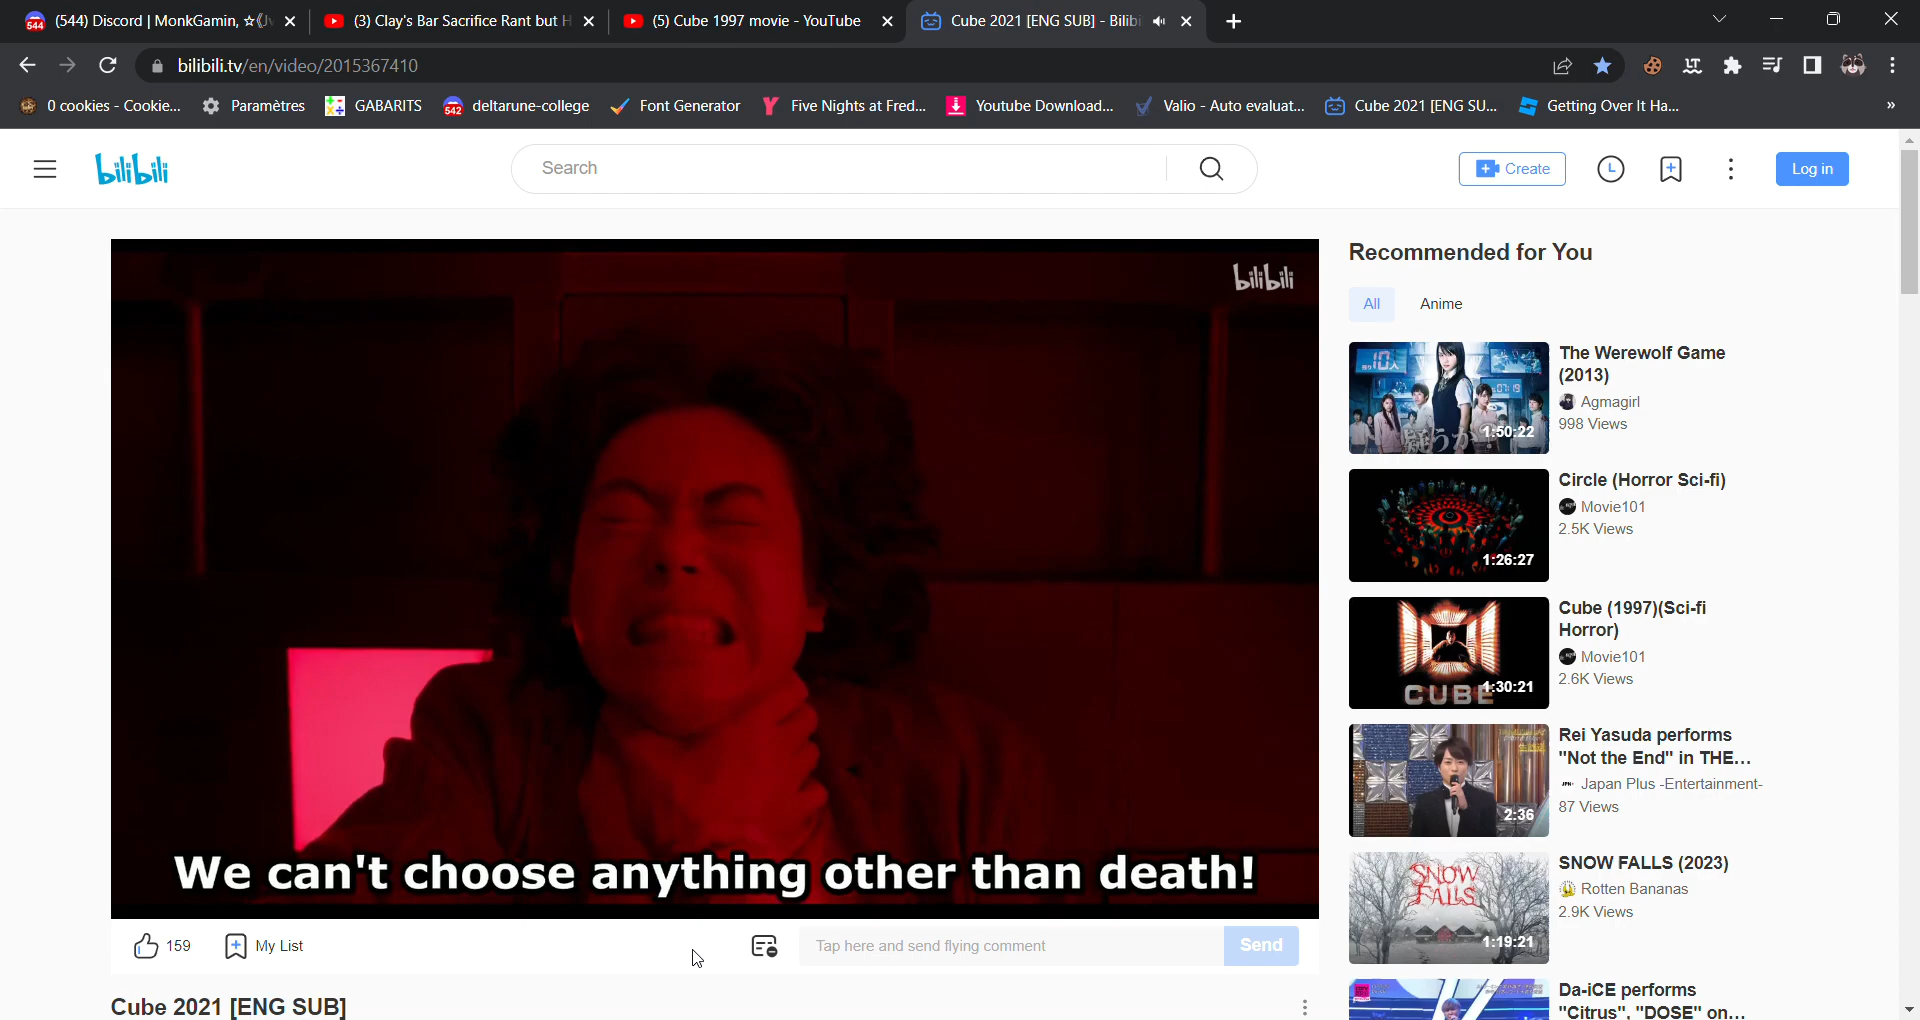 (544) Discord | MonkGamin, ☆《
(3) Clay's Bar Sacrifice Rant but H
(5) Cube 1997 movie - YouTube
Cube 2021 [ENG SUB] - Bilibi
bilibili.tv/en/video/2015367410
0 cookies - Cookie...
Paramètres
GABARITS
deltarune-college
Font Generator
Five Nights at Fred...
Youtube Download...
Valio - Auto evaluat...
Cube 2021 [ENG SU...
Getting Over It Ha...
»
bilibili
Search
Create
Log in
bilibili
We can't choose anything other than death!
159
My List
Tap here and send flying comment
Send
Cube 2021 [ENG SUB]
Recommended for You
All
Anime
疑うか?
1:50:22
The Werewolf Game
(2013)
Agmagirl
998 Views
1:26:27
Circle (Horror Sci-fi)
Movie101
2.5K Views
CUBE
1:30:21
Cube (1997)(Sci-fi
Horror)
Movie101
2.6K Views
2:36
Rei Yasuda performs
"Not the End" in THE...
Japan Plus -Entertainment-
87 Views
SNOW
FALLS
1:19:21
SNOW FALLS (2023)
Rotten Bananas
2.9K Views
Da-iCE performs
"Citrus", "DOSE" on...